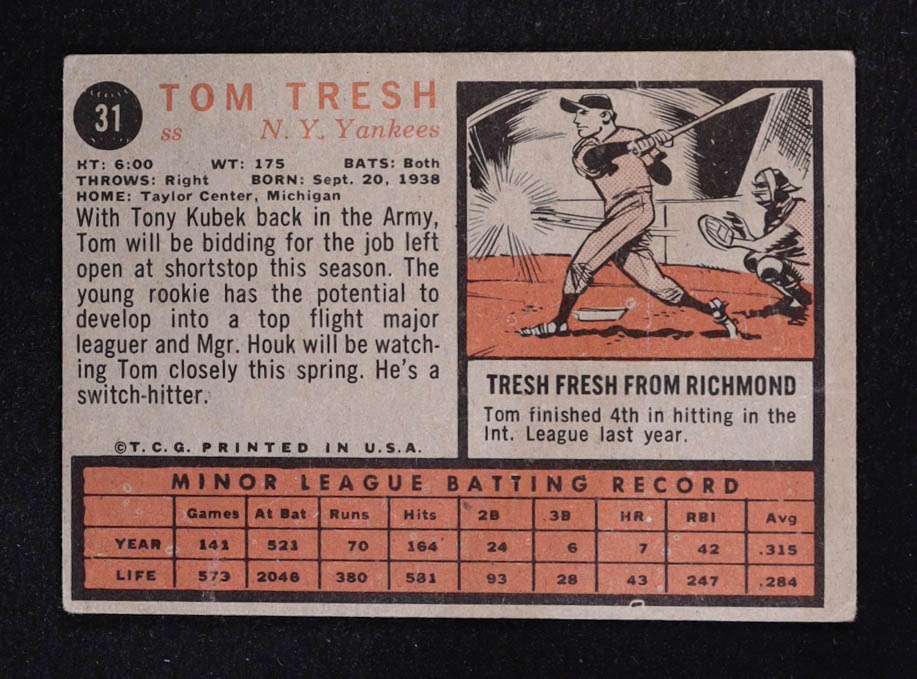 31
TOM TRESH
ss N. Y. Yankees
HT: 6:00 WT: 175 BATS: Both
THROWS: Right BORN: Sept. 20, 1938
HOME: Taylor Center, Michigan
With Tony Kubek back in the Army,
Tom will be bidding for the job left
open at shortstop this season. The
young rookie has the potential to
develop into a top flight major
leaguer and Mgr. Houk will be watch-
ing Tom closely this spring. He's a
switch-hitter.
©T.C.G. PRINTED IN U.S.A.
TRESH FRESH FROM RICHMOND
Tom finished 4th in hitting in the
Int. League last year.
MINOR LEAGUE BATTING RECORD
Games At Bat Runs Hits 2B 3B HR. RBI Avg
YEAR 141 521 70 164 24 6 7 42 .315
LIFE 573 2046 380 581 93 28 43 247 .284